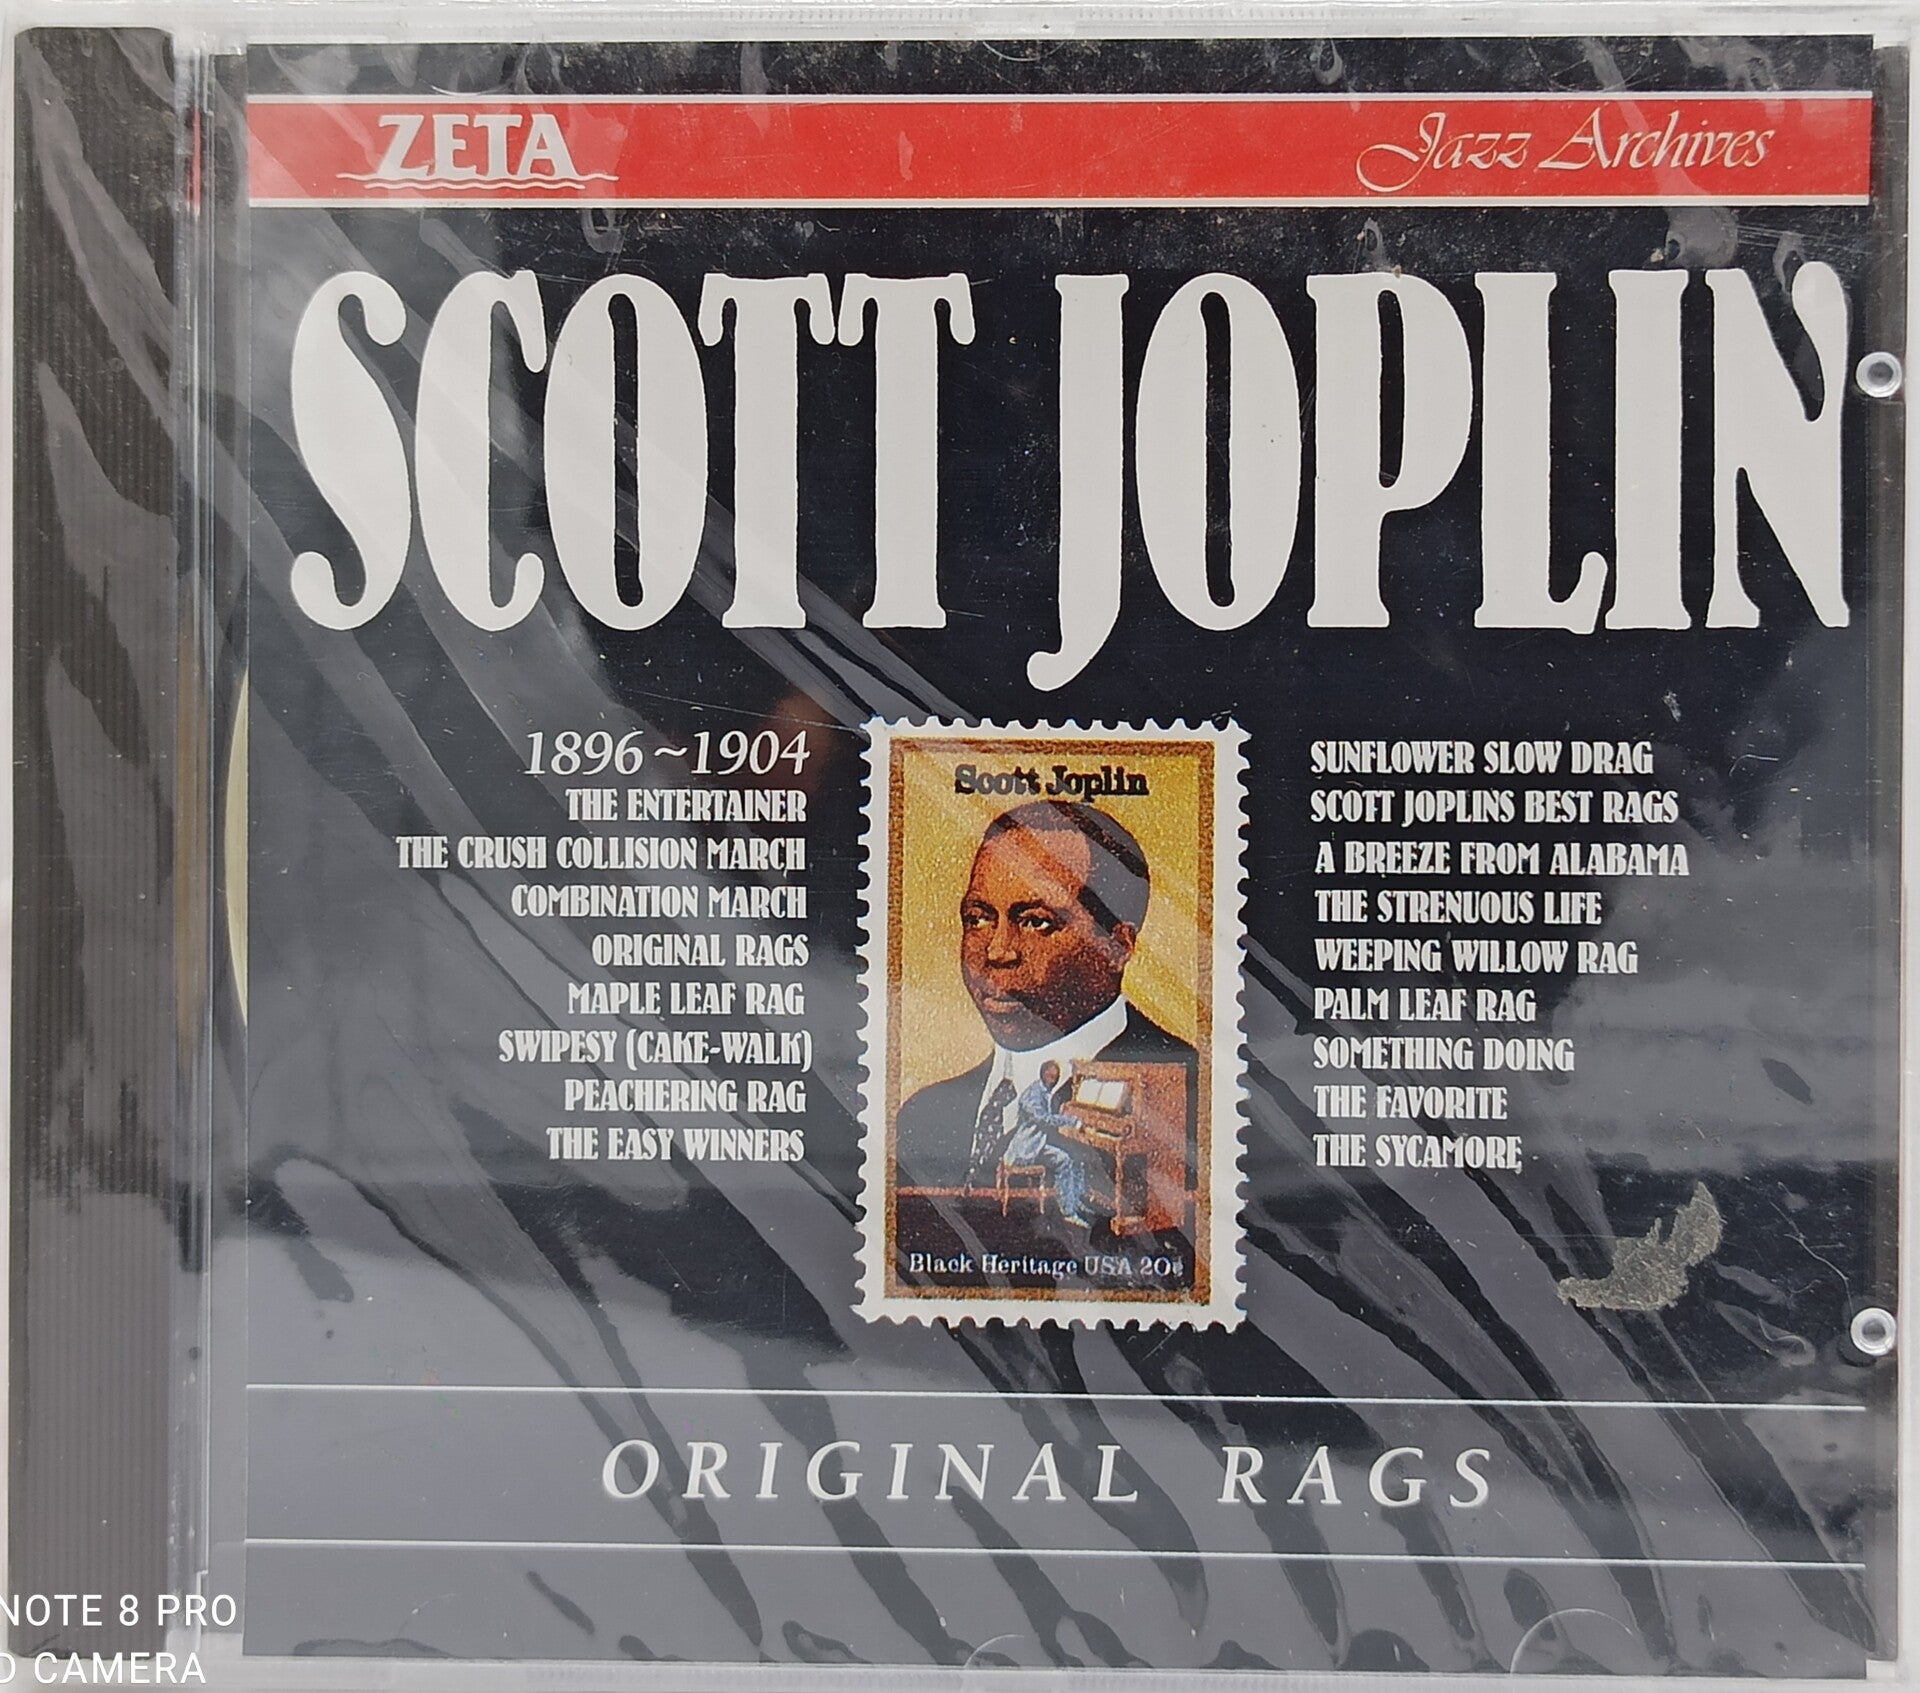 ZETA
Jazz Archives
SCOTT JOPLIN
1896~1904
THE ENTERTAINER
THE CRUSH COLLISION MARCH
COMBINATION MARCH
ORIGINAL RAGS
MAPLE LEAF RAG
SWIPESY (CAKE-WALK)
PEACHERING RAG
THE EASY WINNERS
Scott Joplin
Black Heritage USA 20¢
SUNFLOWER SLOW DRAG
SCOTT JOPLINS BEST RAGS
A BREEZE FROM ALABAMA
THE STRENUOUS LIFE
WEEPING WILLOW RAG
PALM LEAF RAG
SOMETHING DOING
THE FAVORITE
THE SYCAMORE
ORIGINAL RAGS
NOTE 8 PRO
CAMERA